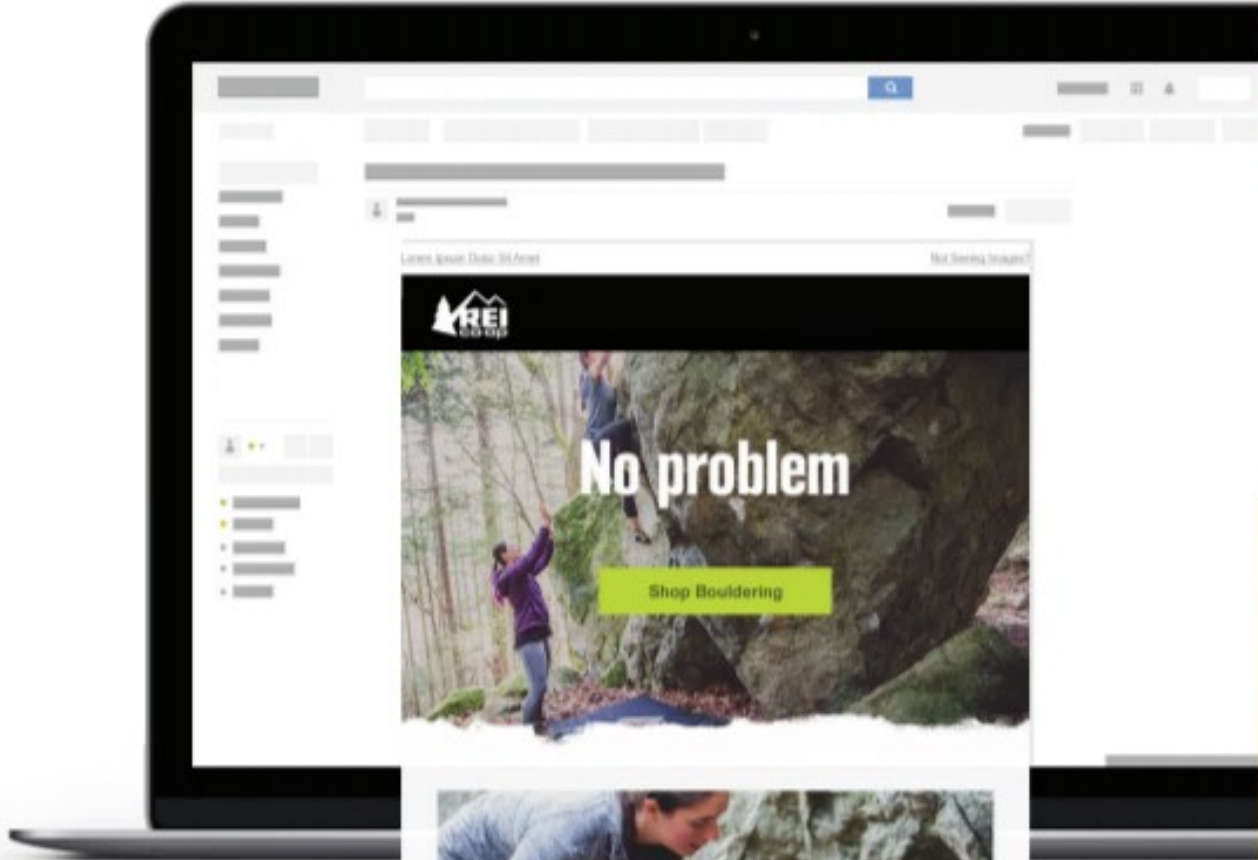 Lorem Ipsum Dolor Sit Amet
Not Seeing Images?
REI
co-op
No problem
Shop Bouldering